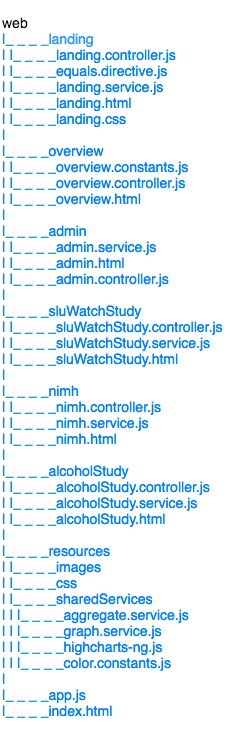 web
|_ _ _ _landing
| |_ _ _ _landing.controller.js
| |_ _ _ _equals.directive.js
| |_ _ _ _landing.service.js
| |_ _ _ _landing.html
| |_ _ _ _landing.css
|
|_ _ _ _overview
| |_ _ _ _overview.constants.js
| |_ _ _ _overview.controller.js
| |_ _ _ _overview.html
|
|_ _ _ _admin
| |_ _ _ _admin.service.js
| |_ _ _ _admin.html
| |_ _ _ _admin.controller.js
|
|_ _ _ _sluWatchStudy
| |_ _ _ _sluWatchStudy.controller.js
| |_ _ _ _sluWatchStudy.service.js
| |_ _ _ _sluWatchStudy.html
|
|_ _ _ _nimh
| |_ _ _ _nimh.controller.js
| |_ _ _ _nimh.service.js
| |_ _ _ _nimh.html
|
|_ _ _ _alcoholStudy
| |_ _ _ _alcoholStudy.controller.js
| |_ _ _ _alcoholStudy.service.js
| |_ _ _ _alcoholStudy.html
|
|_ _ _ _resources
| |_ _ _ _images
| |_ _ _ _css
| |_ _ _ _sharedServices
| | |_ _ _ _aggregate.service.js
| | |_ _ _ _graph.service.js
| | |_ _ _ _highcharts-ng.js
| | |_ _ _ _color.constants.js
|
|_ _ _ _app.js
|_ _ _ _index.html